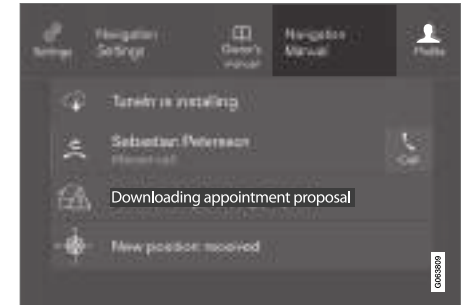 Settings
Navigation
Settings
Owner's
manual
Navigation
Manual
Profile
TuneIn is installing
Sebastian Petersson
Missed call
Call
Downloading appointment proposal
New position received
G063809